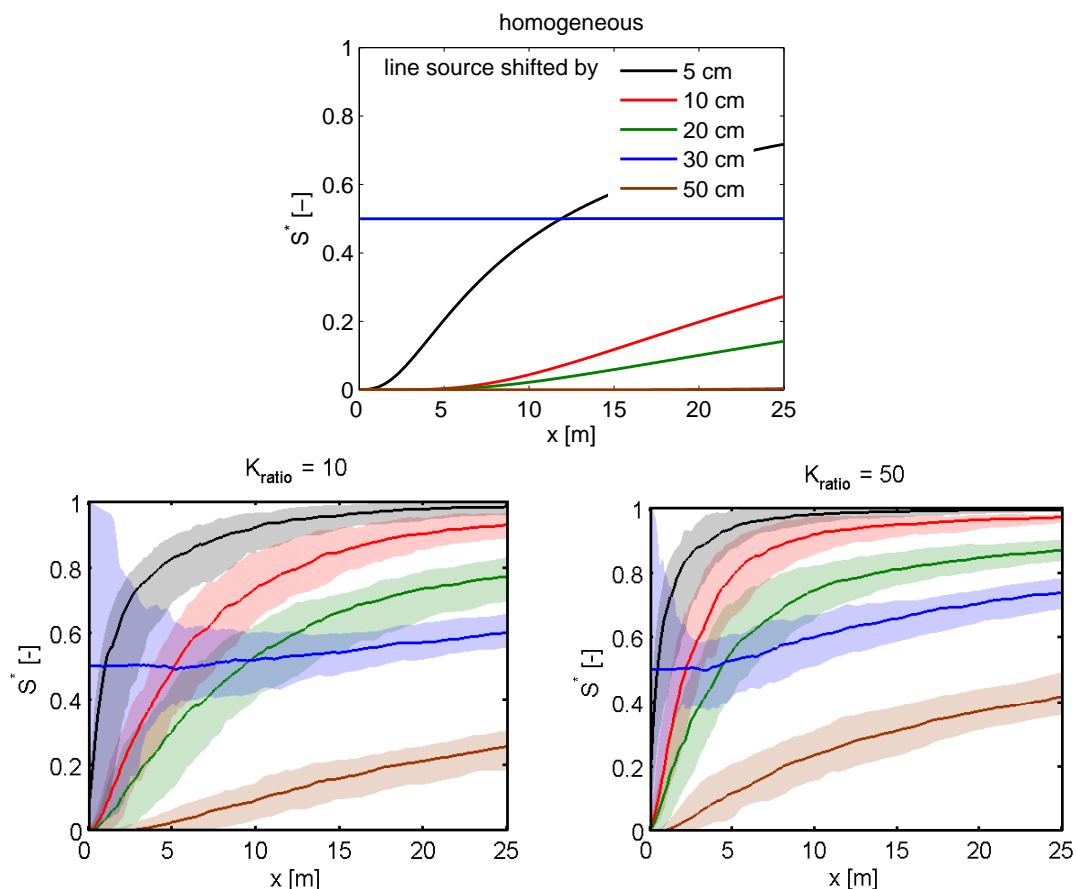 homogeneous
line source shifted by
5 cm
10 cm
20 cm
30 cm
50 cm
1
0.8
0.6
0.4
0.2
0
S* [–]
0 5 10 15 20 25
x [m]
K_ratio = 10
1
0.8
0.6
0.4
0.2
0
S* [-]
0 5 10 15 20 25
x [m]
K_ratio = 50
1
0.8
0.6
0.4
0.2
0
S* [-]
0 5 10 15 20 25
x [m]